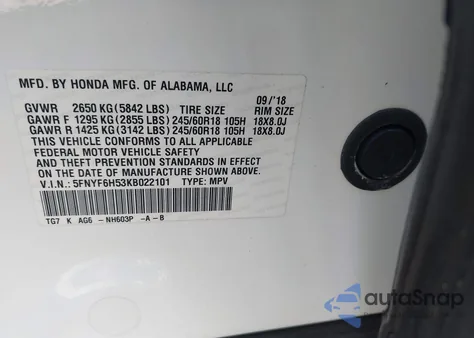 MFD. BY HONDA MFG. OF ALABAMA, LLC
09/'18
GVWR 2650 KG (5842 LBS) TIRE SIZE RIM SIZE
GAWR F 1295 KG (2855 LBS) 245/60R18 105H 18X8.0J
GAWR R 1425 KG (3142 LBS) 245/60R18 105H 18X8.0J
THIS VEHICLE CONFORMS TO ALL APPLICABLE
FEDERAL MOTOR VEHICLE SAFETY, BUMPER,
AND THEFT PREVENTION STANDARDS IN EFFECT
ON THE DATE OF MANUFACTURE SHOWN ABOVE.
V.I.N.: 5FNYF6H53KB022101 TYPE: MPV
TG7 K AG6 - NH603P -A-B
autoSnap